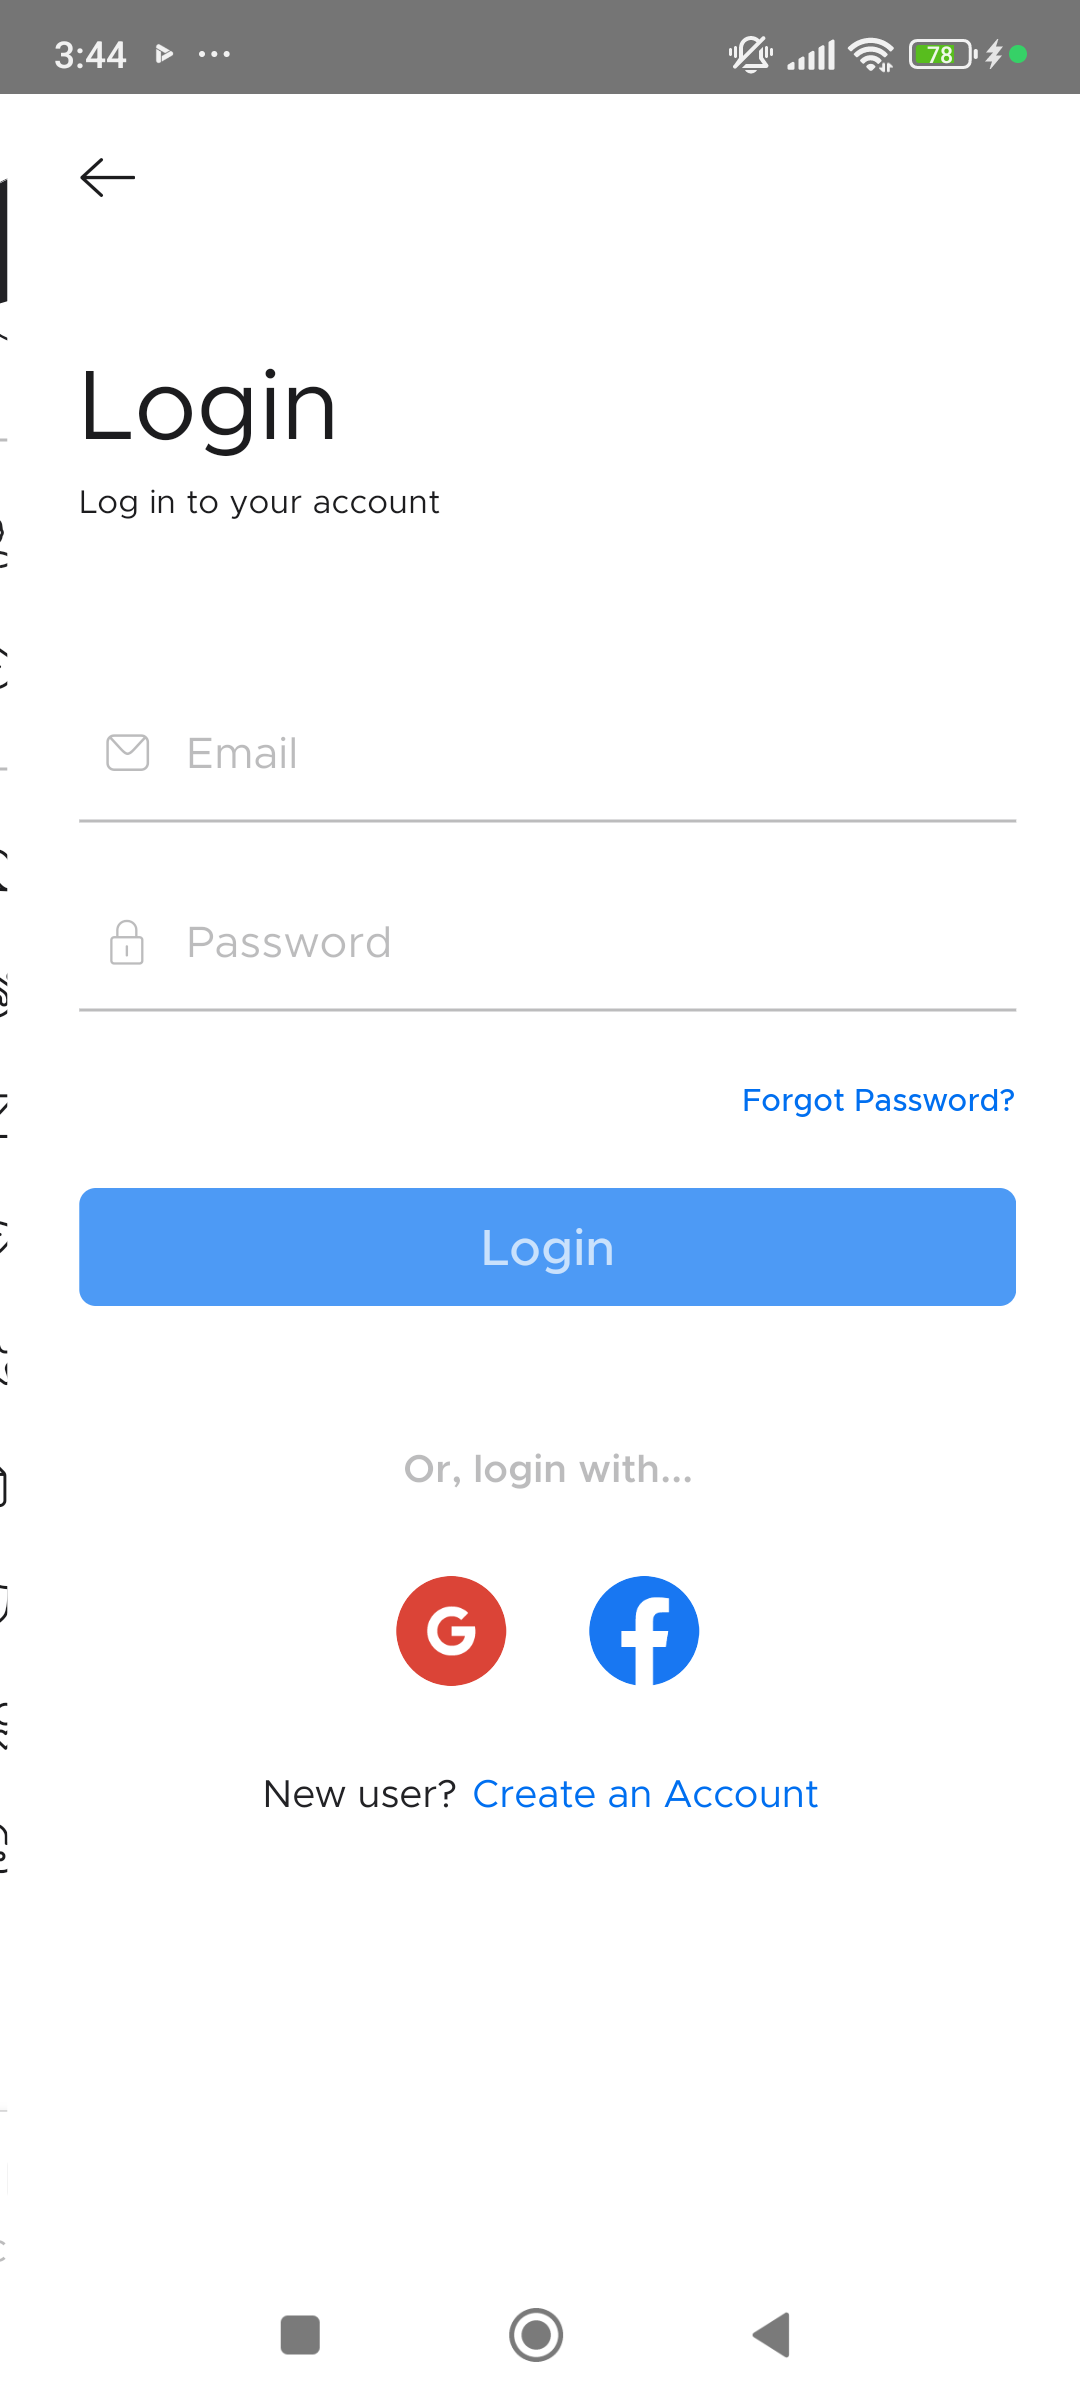 3:44
78
Login
Log in to your account
Email
Password
Forgot Password?
Login
Or, login with...
New user? Create an Account